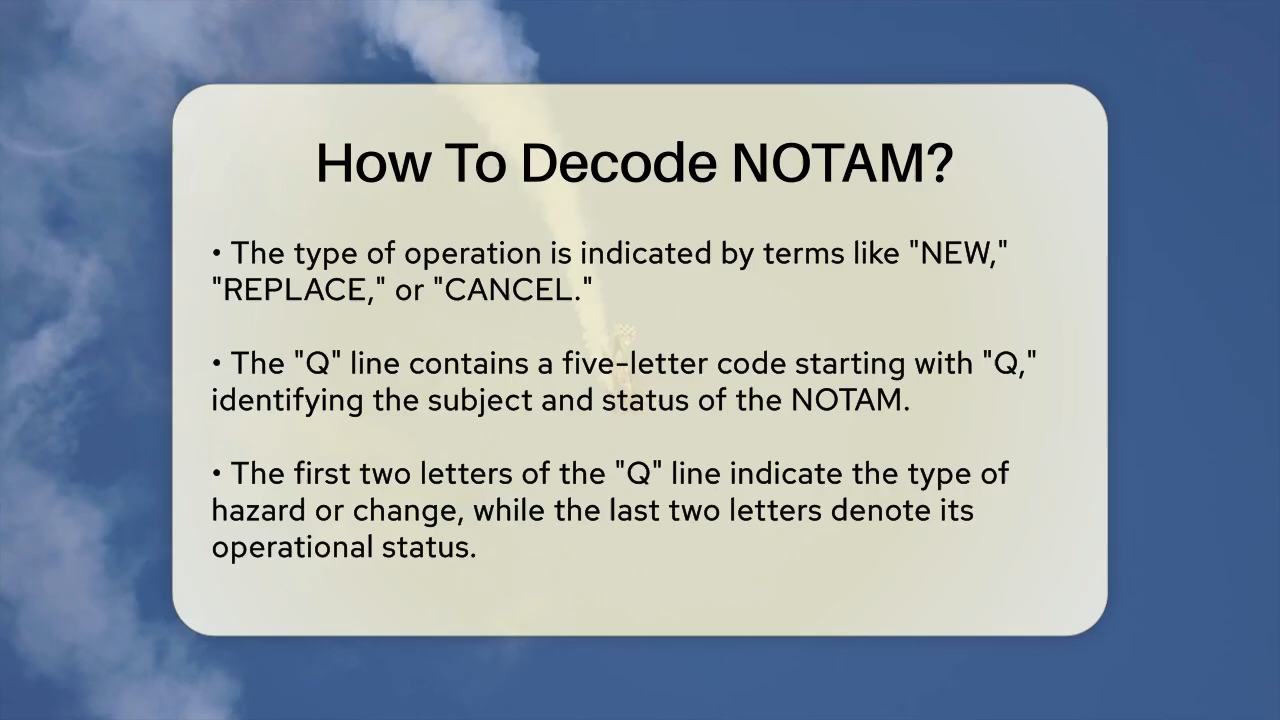 How To Decode NOTAM?
• The type of operation is indicated by terms like "NEW,"
"REPLACE," or "CANCEL."
• The "Q" line contains a five-letter code starting with "Q,"
identifying the subject and status of the NOTAM.
• The first two letters of the "Q" line indicate the type of
hazard or change, while the last two letters denote its
operational status.